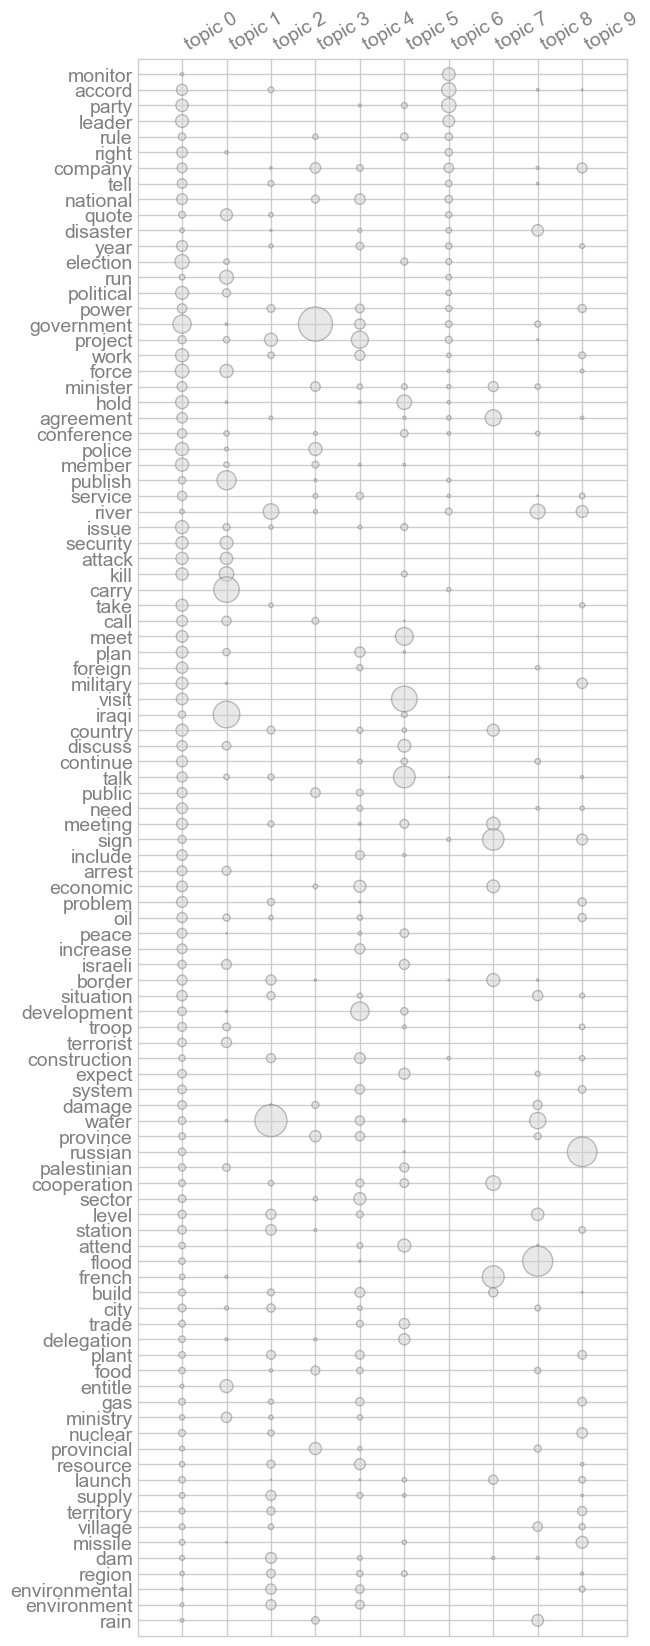 topic 0 topic 1 topic 2 topic 3 topic 4 topic 5 topic 6 topic 7 topic 8 topic 9
monitor
accord
party
leader
rule
right
company
tell
national
quote
disaster
year
election
run
political
power
government
project
work
force
minister
hold
agreement
conference
police
member
publish
service
river
issue
security
attack
kill
carry
take
call
meet
plan
foreign
military
visit
iraqi
country
discuss
continue
talk
public
need
meeting
sign
include
arrest
economic
problem
oil
peace
increase
israeli
border
situation
development
troop
terrorist
construction
expect
system
damage
water
province
russian
palestinian
cooperation
sector
level
station
attend
flood
french
build
city
trade
delegation
plant
food
entitle
gas
ministry
nuclear
provincial
resource
launch
supply
territory
village
missile
dam
region
environmental
environment
rain